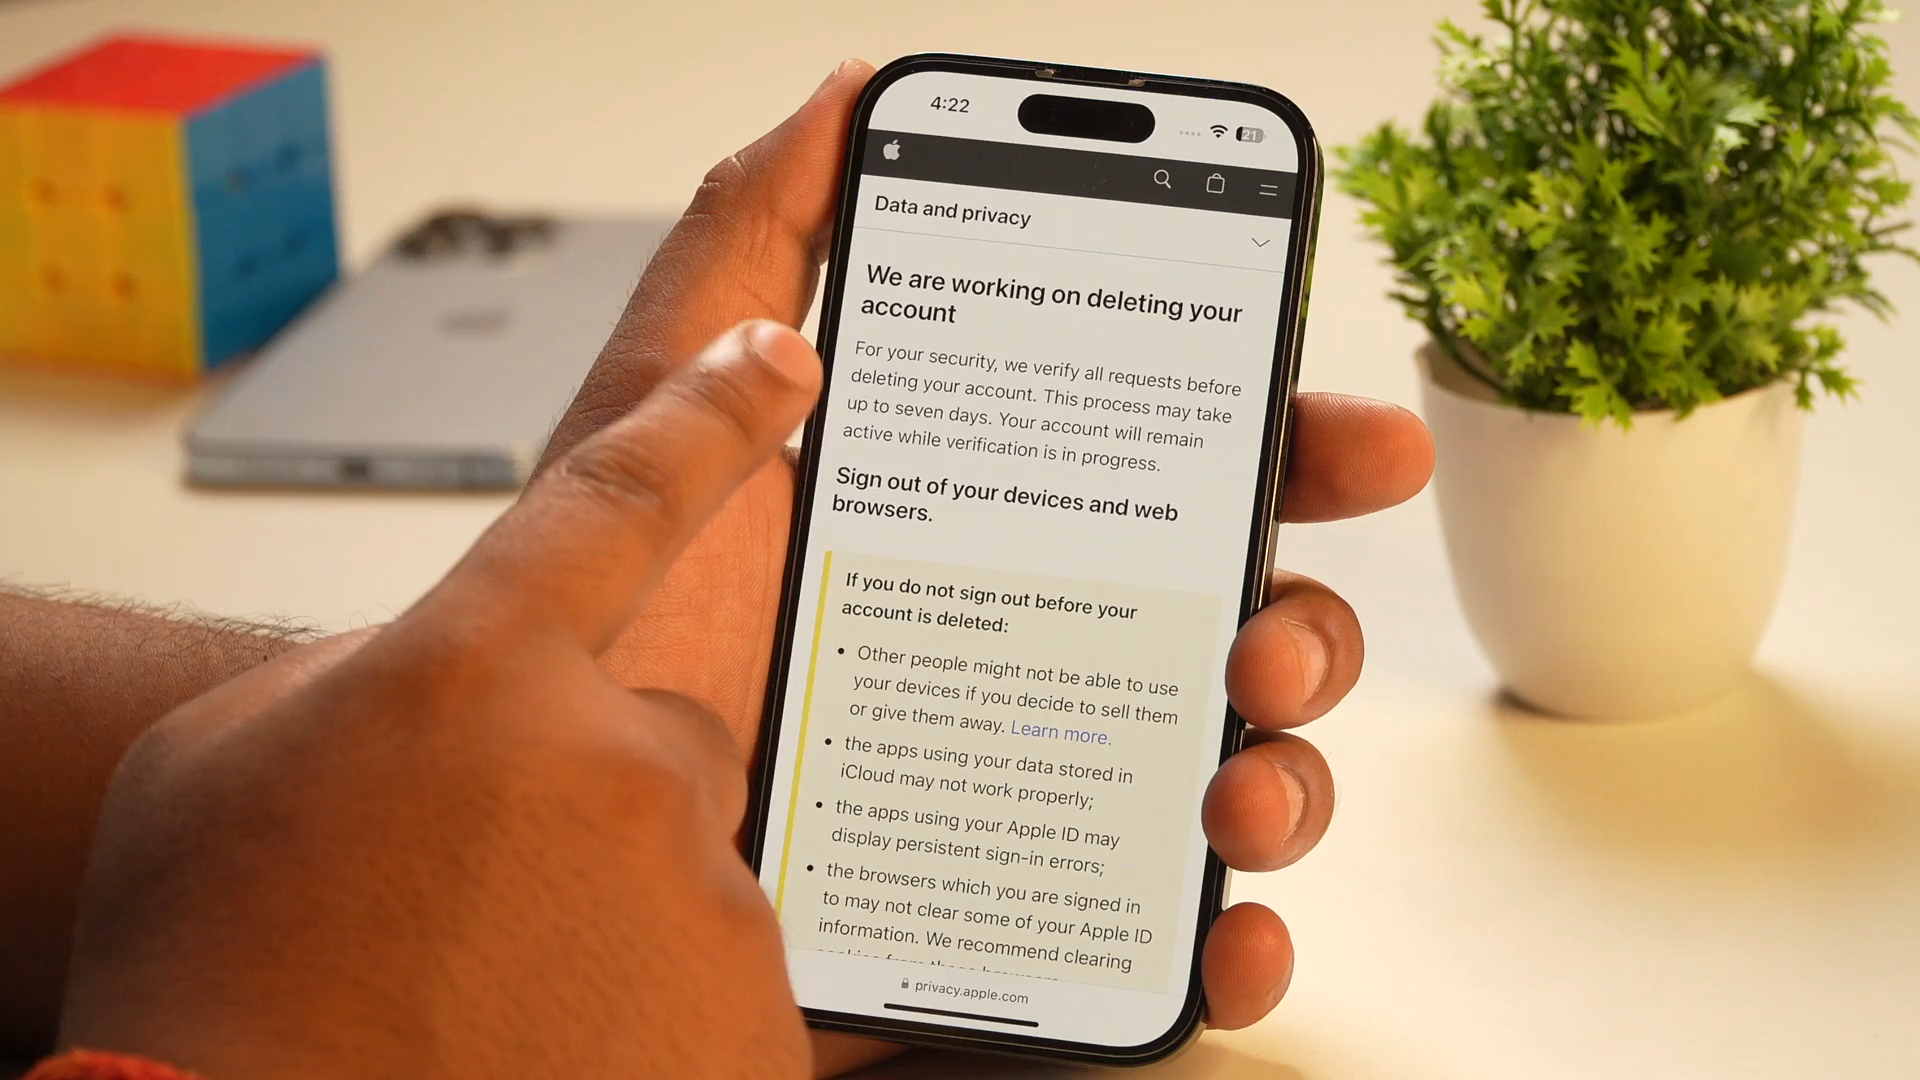 4:22
21
Data and privacy
We are working on deleting your
account
For your security, we verify all requests before
deleting your account. This process may take
up to seven days. Your account will remain
active while verification is in progress.
Sign out of your devices and web
browsers.
If you do not sign out before your
account is deleted:
• Other people might not be able to use
your devices if you decide to sell them
or give them away. Learn more.
• the apps using your data stored in
iCloud may not work properly;
• the apps using your Apple ID may
display persistent sign-in errors;
• the browsers which you are signed in
to may not clear some of your Apple ID
information. We recommend clearing
privacy.apple.com